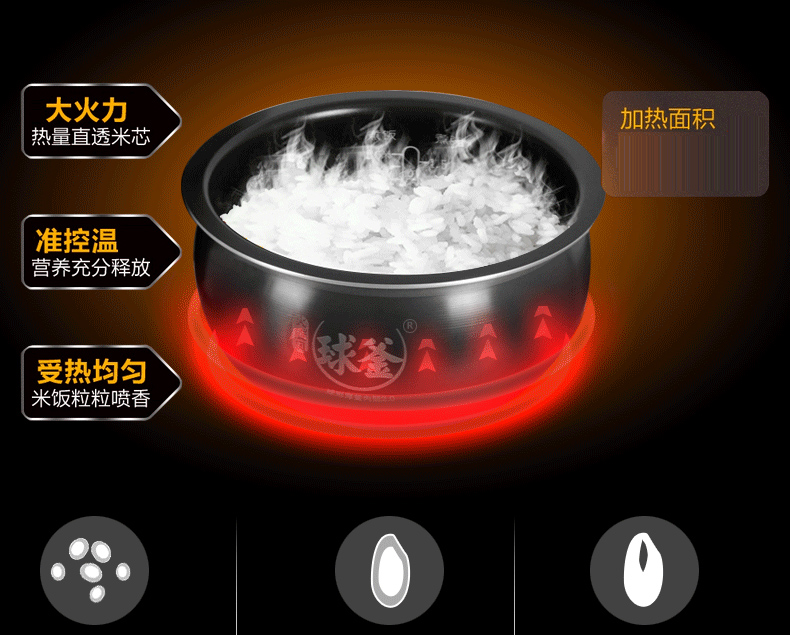 大火力
热量直透米芯
准控温
营养充分释放
受热均匀
米饭粒粒喷香
加热面积
球釜
®